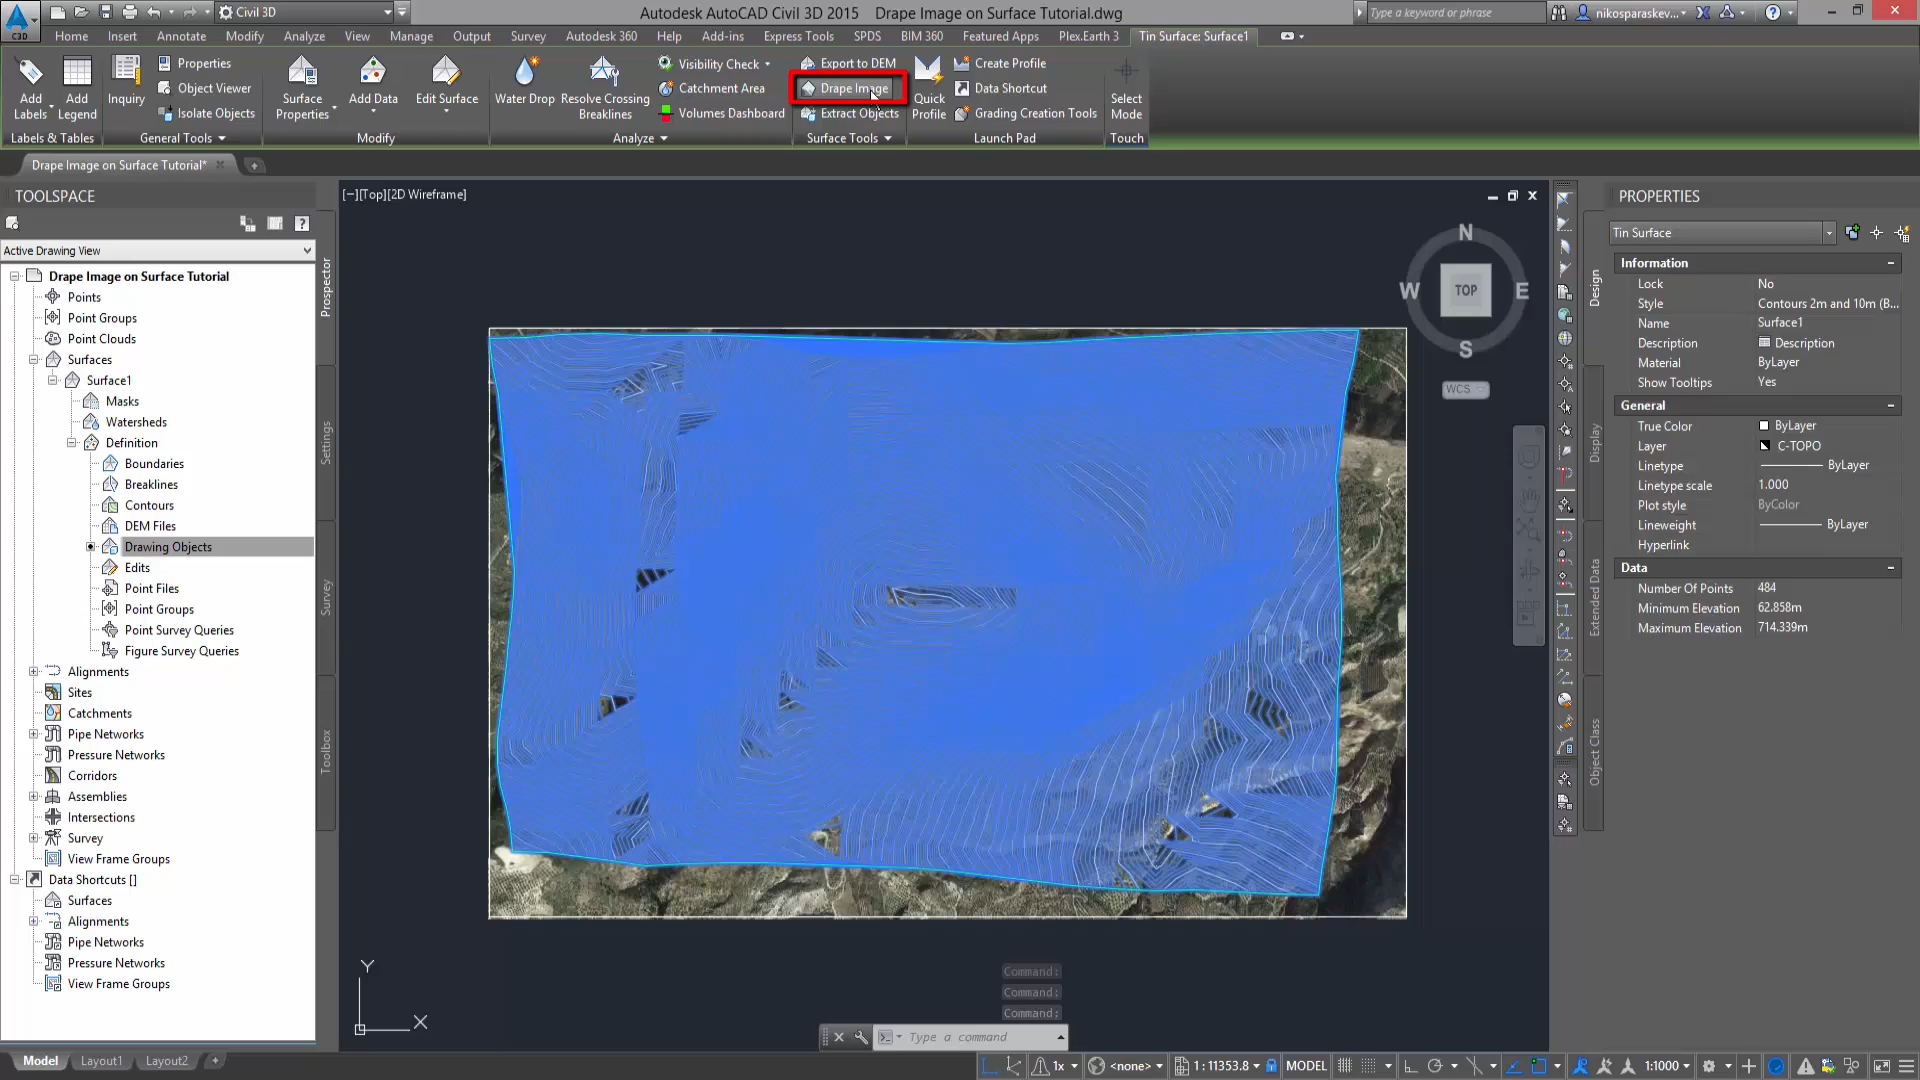 Civil 3D
Autodesk AutoCAD Civil 3D 2015 Drape Image on Surface Tutorial.dwg
Type a keyword or phrase
nikosparaskev...
C3D
Home Insert Annotate Modify Analyze View Manage Output Survey Autodesk 360 Help Add-ins Express Tools SPDS BIM 360 Featured Apps Plex.Earth 3 Tin Surface: Surface1
Add Labels
Add Legend
Labels & Tables
Inquiry
Properties
Object Viewer
Isolate Objects
General Tools
Surface Properties
Add Data
Edit Surface
Modify
Water Drop
Resolve Crossing Breaklines
Visibility Check
Catchment Area
Volumes Dashboard
Analyze
Export to DEM
Drape Image
Extract Objects
Surface Tools
Quick Profile
Create Profile
Data Shortcut
Grading Creation Tools
Launch Pad
Select Mode
Touch
Drape Image on Surface Tutorial*
TOOLSPACE
Active Drawing View
Drape Image on Surface Tutorial
Points
Point Groups
Point Clouds
Surfaces
Surface1
Masks
Watersheds
Definition
Boundaries
Breaklines
Contours
DEM Files
Drawing Objects
Edits
Point Files
Point Groups
Point Survey Queries
Figure Survey Queries
Alignments
Sites
Catchments
Pipe Networks
Pressure Networks
Corridors
Assemblies
Intersections
Survey
View Frame Groups
Data Shortcuts []
Surfaces
Alignments
Pipe Networks
Pressure Networks
View Frame Groups
Prospector
Settings
Survey
Toolbox
[−][Top][2D Wireframe]
N
W TOP E
S
WCS
Y
X
Command:
Command:
Command:
Type a command
PROPERTIES
Tin Surface
Information
Lock No
Style Contours 2m and 10m (B...
Name Surface1
Description Description
Material ByLayer
Show Tooltips Yes
General
True Color ByLayer
Layer C-TOPO
Linetype ByLayer
Linetype scale 1.000
Plot style ByColor
Lineweight ByLayer
Hyperlink
Data
Number Of Points 484
Minimum Elevation 62.858m
Maximum Elevation 714.339m
Design
Display
Extended Data
Object Class
Model Layout1 Layout2
1x <none> 1 : 11353.8 MODEL 1:1000